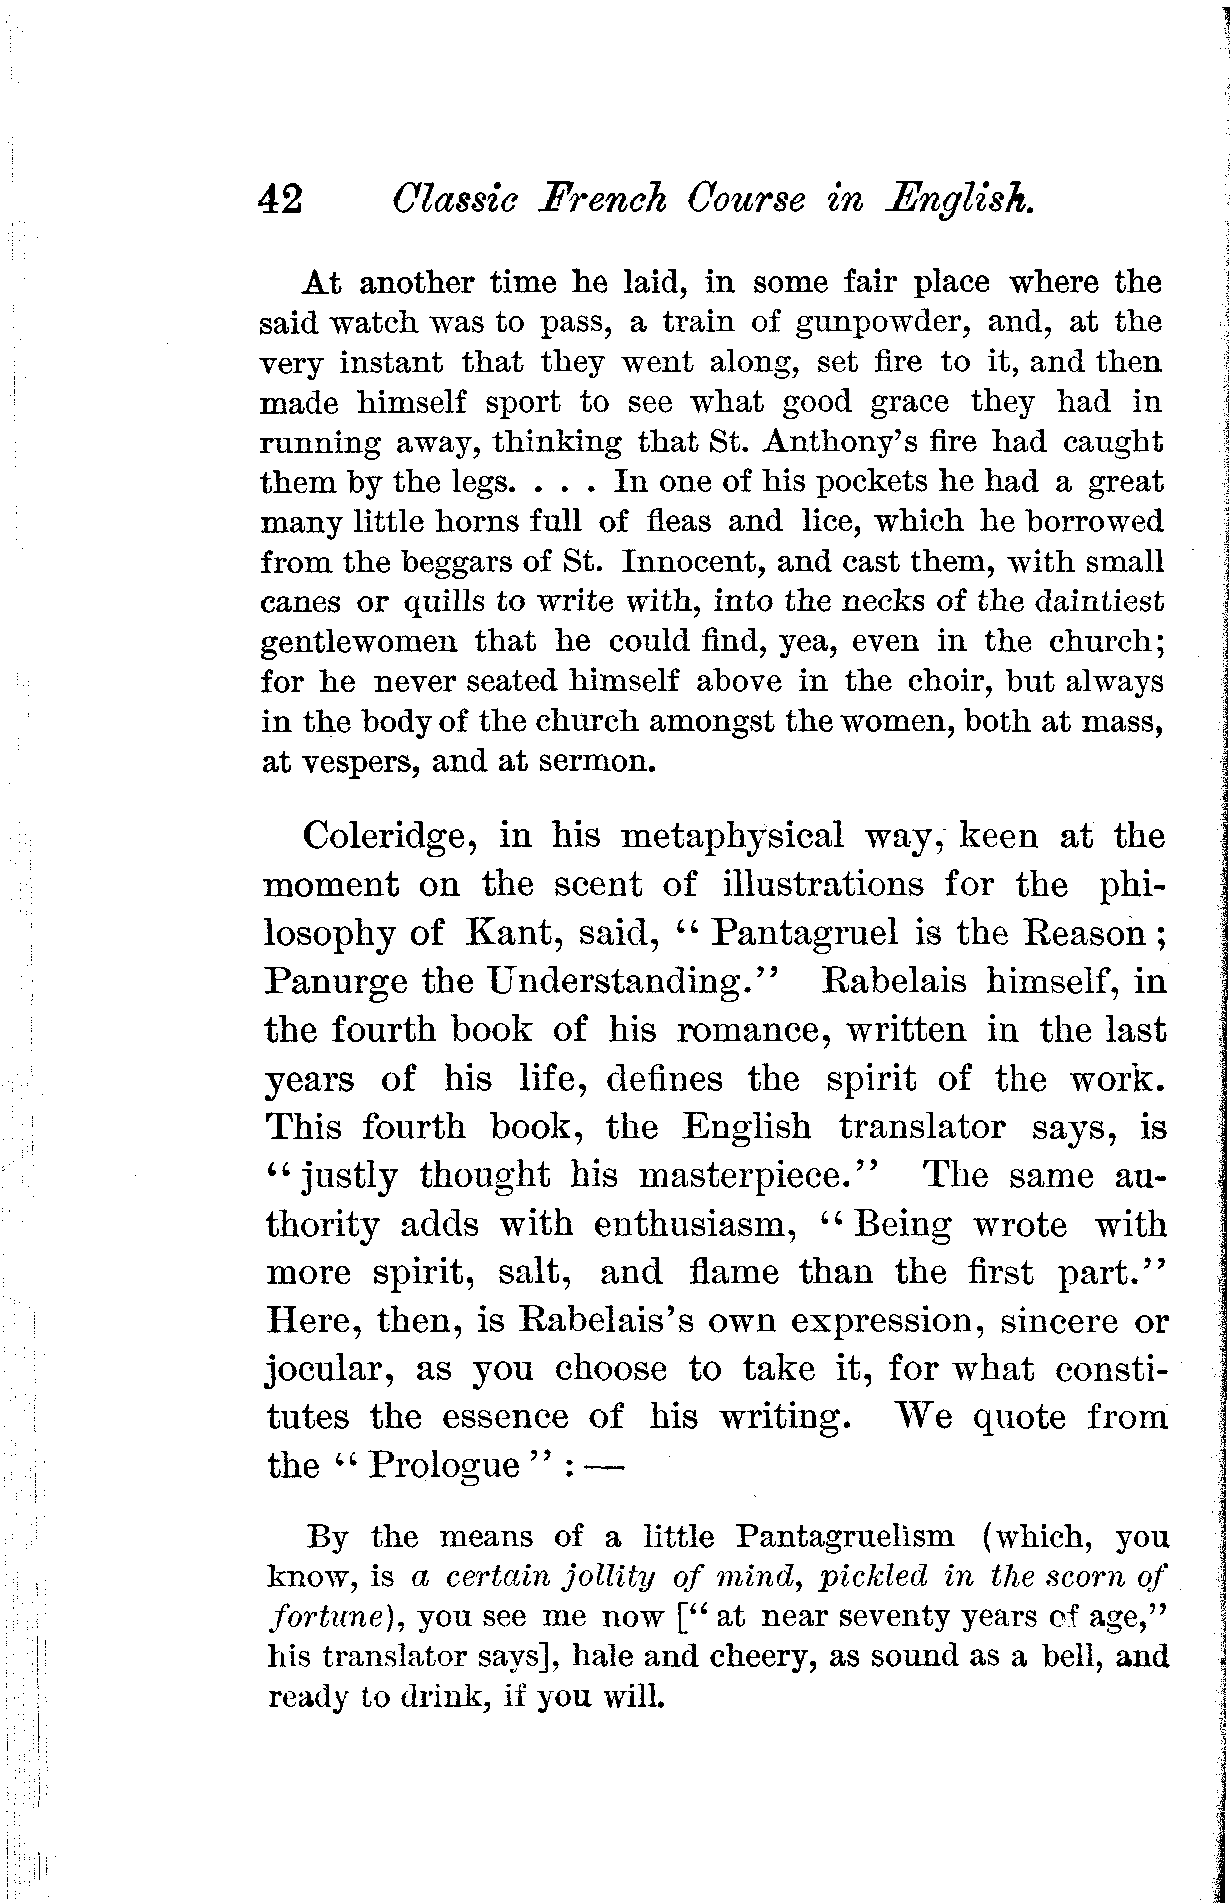 42 Classic French Course in English.
At another time he laid, in some fair place where the
said watch was to pass, a train of gunpowder, and, at the
very instant that they went along, set fire to it, and then
made himself sport to see what good grace they had in
running away, thinking that St. Anthony's fire had caught
them by the legs. . . . In one of his pockets he had a great
many little horns full of fleas and lice, which he borrowed
from the beggars of St. Innocent, and cast them, with small
canes or quills to write with, into the necks of the daintiest
gentlewomen that he could find, yea, even in the church;
for he never seated himself above in the choir, but always
in the body of the church amongst the women, both at mass,
at vespers, and at sermon.
Coleridge, in his metaphysical way, keen at the
moment on the scent of illustrations for the phi-
losophy of Kant, said, "Pantagruel is the Reason;
Panurge the Understanding." Rabelais himself, in
the fourth book of his romance, written in the last
years of his life, defines the spirit of the work.
This fourth book, the English translator says, is
"justly thought his masterpiece." The same au-
thority adds with enthusiasm, "Being wrote with
more spirit, salt, and flame than the first part."
Here, then, is Rabelais's own expression, sincere or
jocular, as you choose to take it, for what consti-
tutes the essence of his writing. We quote from
the "Prologue": —
By the means of a little Pantagruelism (which, you
know, is a certain jollity of mind, pickled in the scorn of
fortune), you see me now ["at near seventy years of age,"
his translator says], hale and cheery, as sound as a bell, and
ready to drink, if you will.